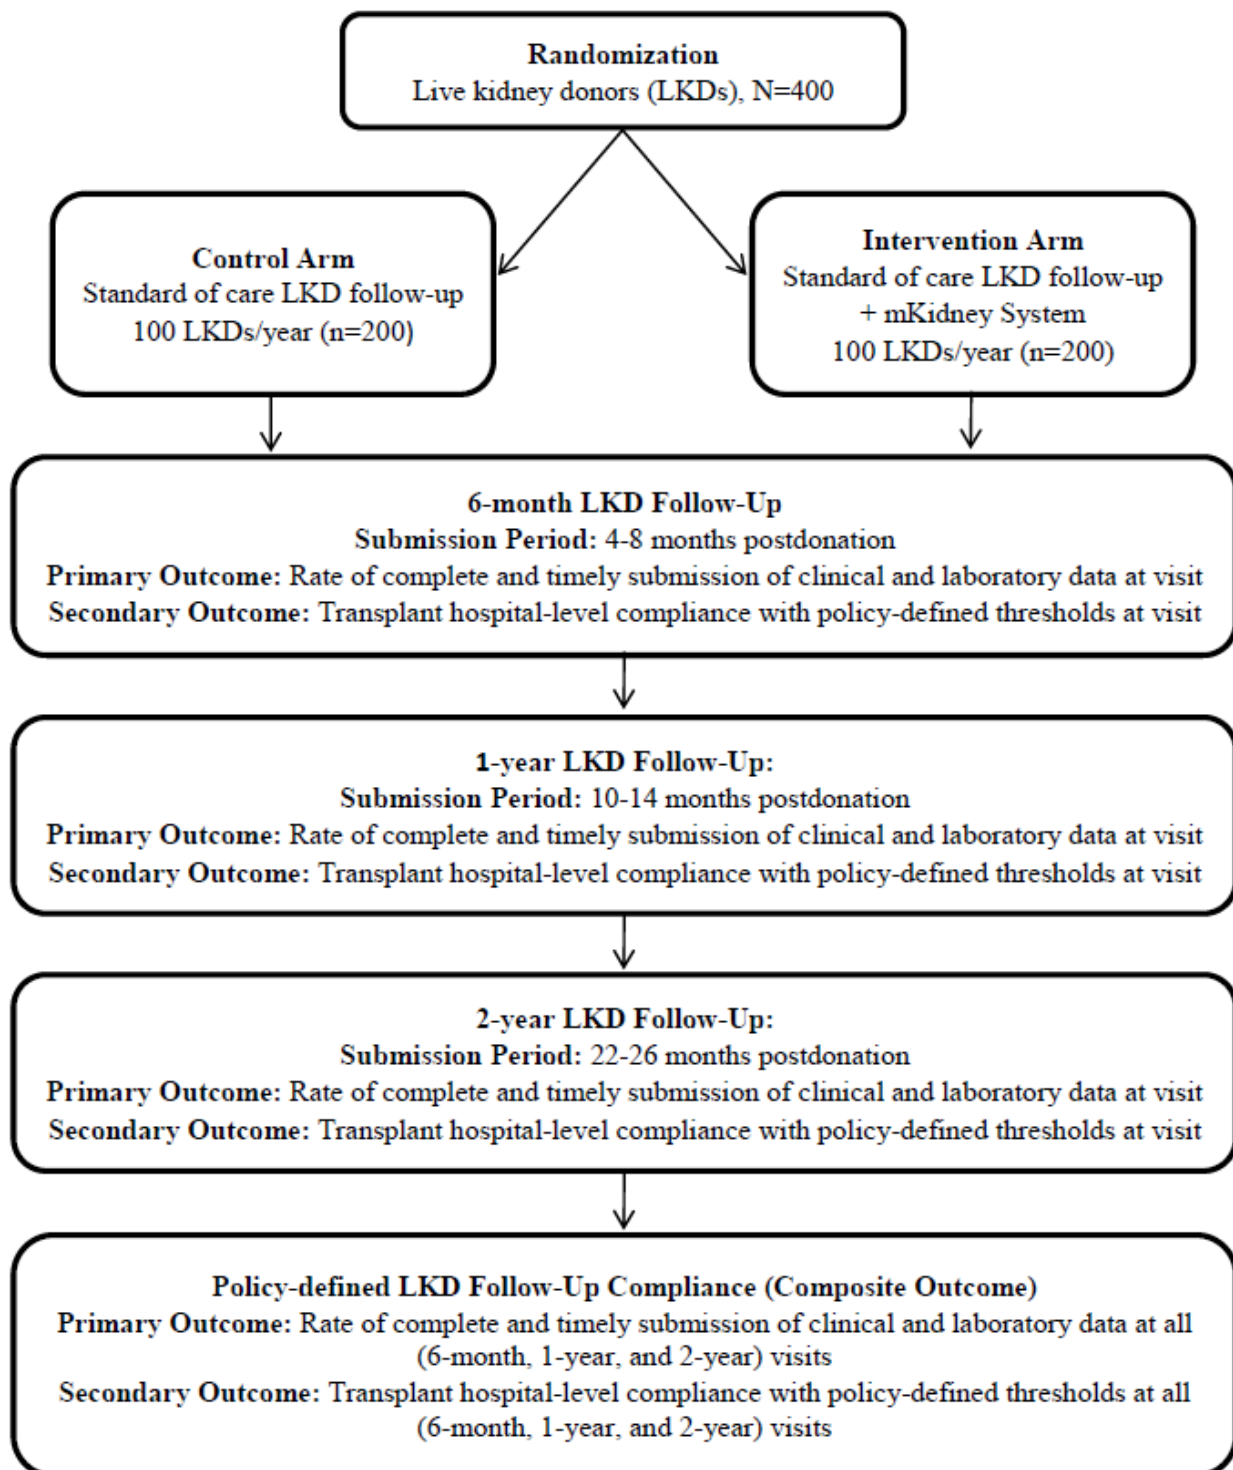 Randomization
Live kidney donors (LKDs), N=400
Control Arm
Standard of care LKD follow-up
100 LKDs/year (n=200)
Intervention Arm
Standard of care LKD follow-up
+ mKidney System
100 LKDs/year (n=200)
6-month LKD Follow-Up
Submission Period: 4-8 months postdonation
Primary Outcome: Rate of complete and timely submission of clinical and laboratory data at visit
Secondary Outcome: Transplant hospital-level compliance with policy-defined thresholds at visit
1-year LKD Follow-Up:
Submission Period: 10-14 months postdonation
Primary Outcome: Rate of complete and timely submission of clinical and laboratory data at visit
Secondary Outcome: Transplant hospital-level compliance with policy-defined thresholds at visit
2-year LKD Follow-Up:
Submission Period: 22-26 months postdonation
Primary Outcome: Rate of complete and timely submission of clinical and laboratory data at visit
Secondary Outcome: Transplant hospital-level compliance with policy-defined thresholds at visit
Policy-defined LKD Follow-Up Compliance (Composite Outcome)
Primary Outcome: Rate of complete and timely submission of clinical and laboratory data at all
(6-month, 1-year, and 2-year) visits
Secondary Outcome: Transplant hospital-level compliance with policy-defined thresholds at all
(6-month, 1-year, and 2-year) visits